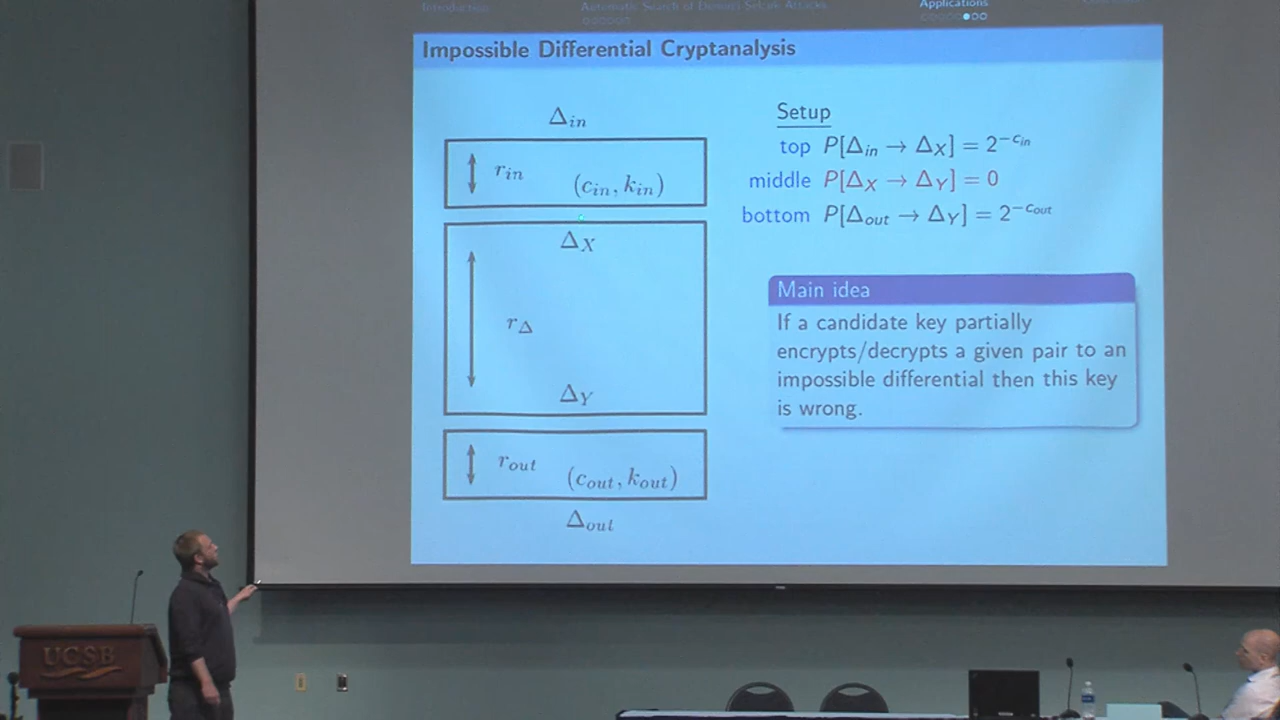 Introduction
Automatic Search of Demirci Selçuk Attacks
Applications
Impossible Differential Cryptanalysis
Δin
rin
(cin, kin)
ΔX
rΔ
ΔY
rout
(cout, kout)
Δout
Setup
top P[Δin → ΔX] = 2^−cin
middle P[ΔX → ΔY] = 0
bottom P[Δout → ΔY] = 2^−cout
Main idea
If a candidate key partially
encrypts/decrypts a given pair to an
impossible differential then this key
is wrong.
UCSB